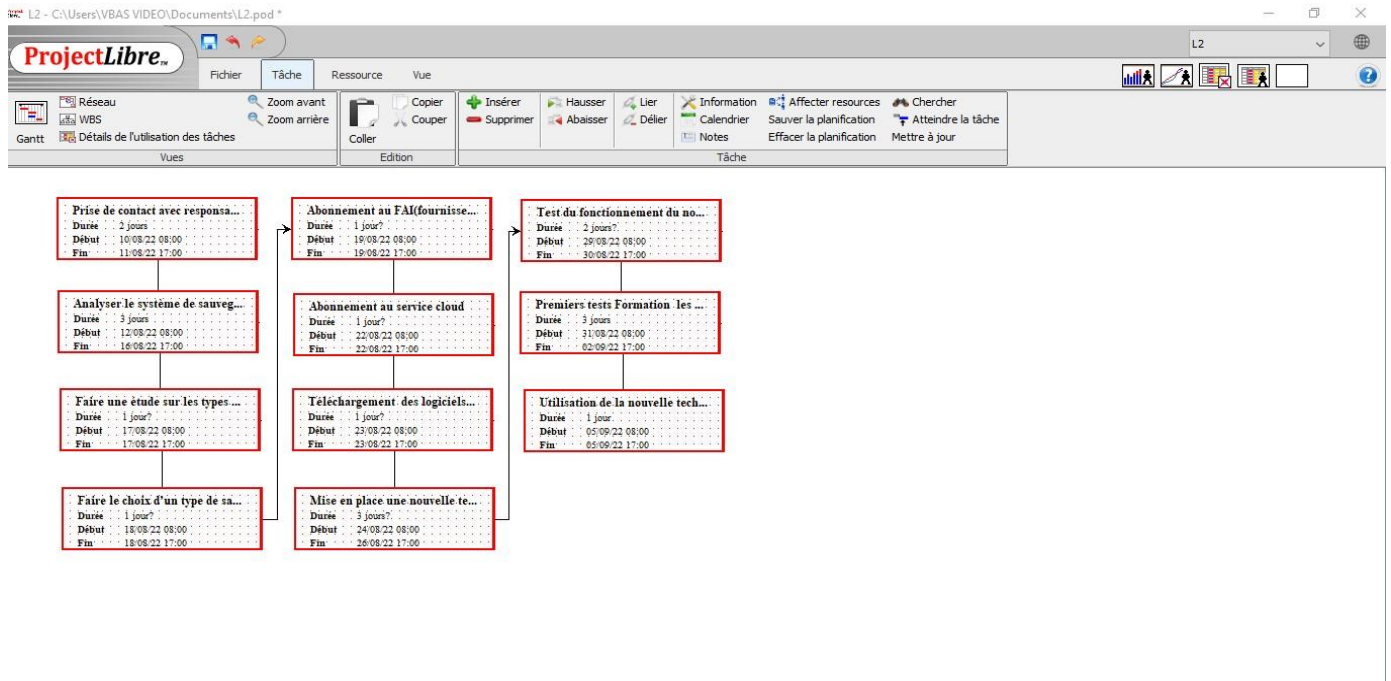 L2 - C:\Users\VBAS VIDEO\Documents\L2.pod *
ProjectLibre™
L2
Fichier Tâche Ressource Vue
Gantt
Réseau
WBS
Détails de l'utilisation des tâches
Zoom avant
Zoom arrière
Vues
Coller
Copier
Couper
Edition
Insérer
Supprimer
Hausser
Abaisser
Lier
Délier
Information
Calendrier
Notes
Affecter resources
Sauver la planification
Effacer la planification
Chercher
Atteindre la tâche
Mettre à jour
Tâche
Prise de contact avec responsa...
Durée 2 jours
Début 10/08/22 08:00
Fin 11/08/22 17:00
Analyser le système de sauveg...
Durée 3 jours
Début 12/08/22 08:00
Fin 16/08/22 17:00
Faire une étude sur les types ...
Durée 1 jour?
Début 17/08/22 08:00
Fin 17/08/22 17:00
Faire le choix d'un type de sa...
Durée 1 jour?
Début 18/08/22 08:00
Fin 18/08/22 17:00
Abonnement au FAI(fournisse...
Durée 1 jour?
Début 19/08/22 08:00
Fin 19/08/22 17:00
Abonnement au service cloud
Durée 1 jour?
Début 22/08/22 08:00
Fin 22/08/22 17:00
Téléchargement des logiciels...
Durée 1 jour?
Début 23/08/22 08:00
Fin 23/08/22 17:00
Mise en place une nouvelle te...
Durée 3 jours?
Début 24/08/22 08:00
Fin 26/08/22 17:00
Test du fonctionnement du no...
Durée 2 jours?
Début 29/08/22 08:00
Fin 30/08/22 17:00
Premiers tests Formation les ...
Durée 3 jours
Début 31/08/22 08:00
Fin 02/09/22 17:00
Utilisation de la nouvelle tech...
Durée 1 jour
Début 05/09/22 08:00
Fin 05/09/22 17:00